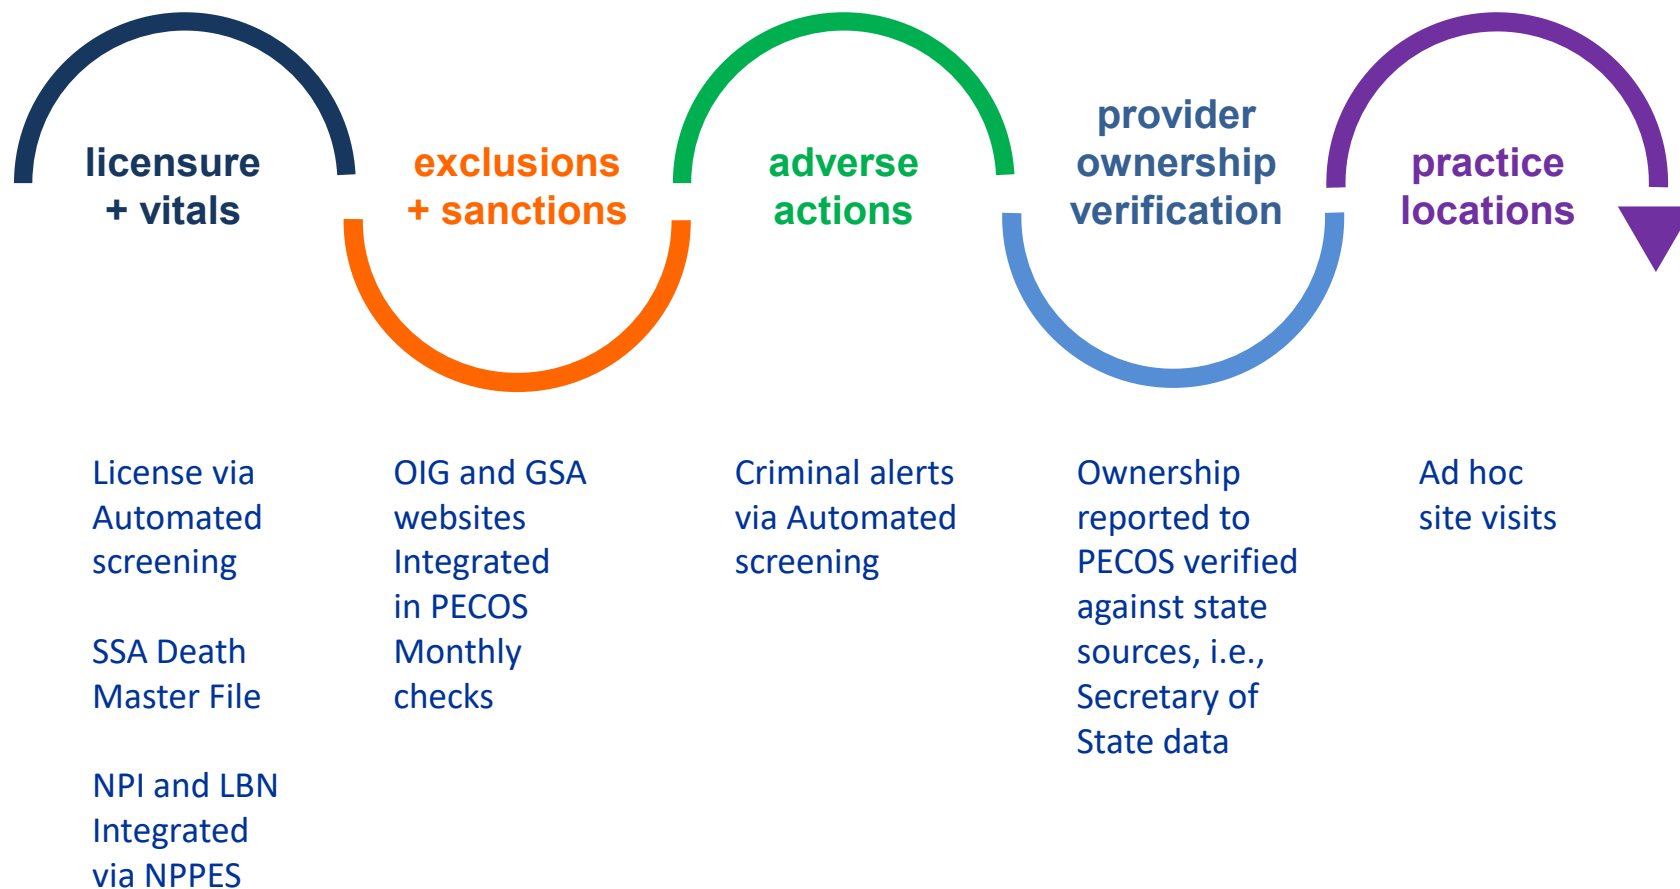 licensure
+ vitals
exclusions
+ sanctions
adverse
actions
provider
ownership
verification
practice
locations
License via
Automated
screening
SSA Death
Master File
NPI and LBN
Integrated
via NPPES
OIG and GSA
websites
Integrated
in PECOS
Monthly
checks
Criminal alerts
via Automated
screening
Ownership
reported to
PECOS verified
against state
sources, i.e.,
Secretary of
State data
Ad hoc
site visits